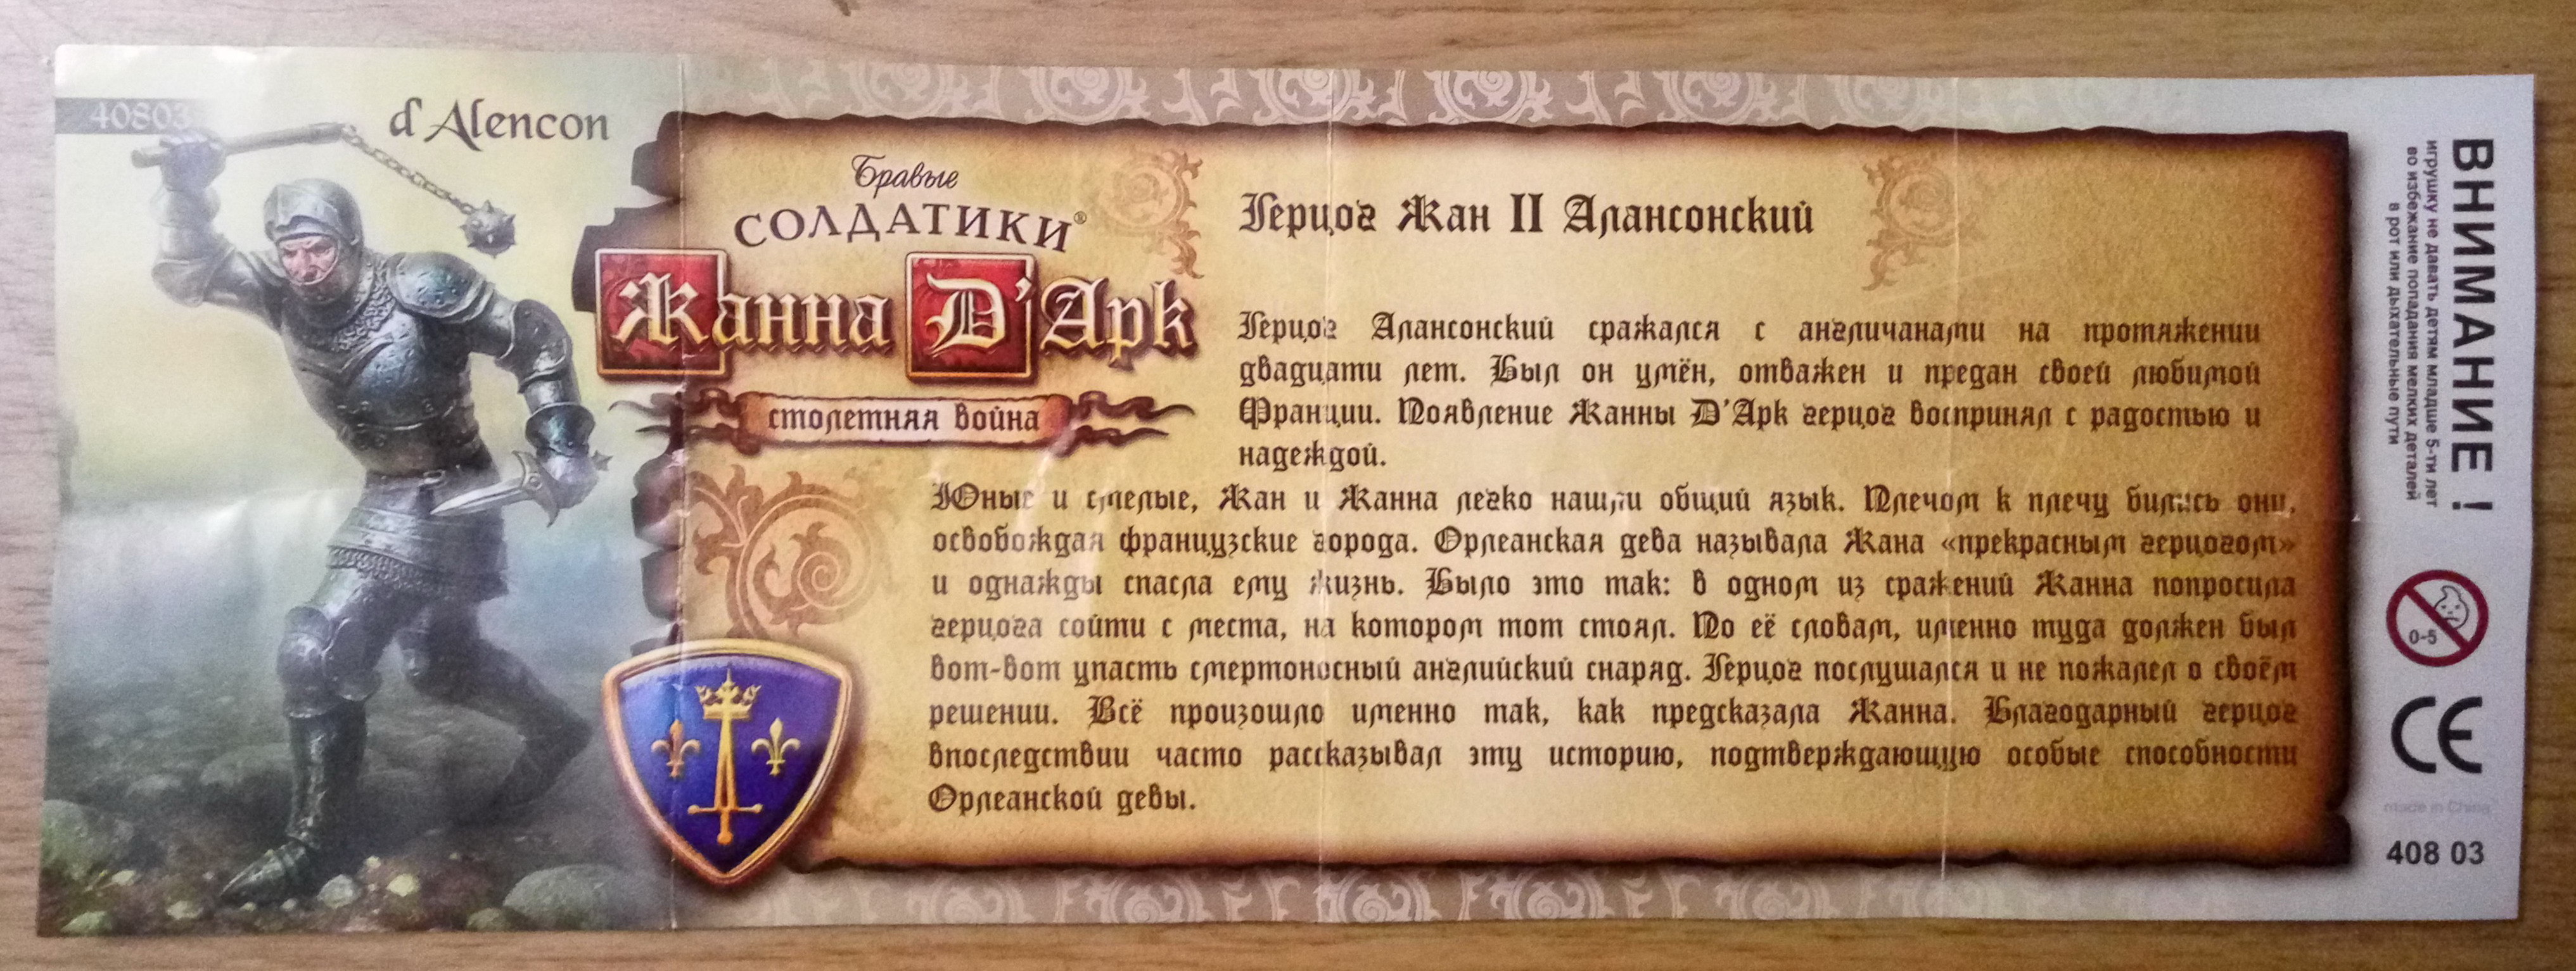 40803
d'Alencon
Бравые
СОЛДАТИКИ®
Жанна Д'Арк
столетняя война
Герцог Жан II Алансонский
Герцог Алансонский сражался с англичанами на протяжении
двадцати лет. Был он умён, отважен и предан своей любимой
Франции. Появление Жанны Д'Арк герцог воспринял с радостью и
надеждой.
Юные и смелые, Жан и Жанна легко нашли общий язык. Плечом к плечу бились они,
освобождая французские города. Орлеанская дева называла Жана «прекрасным герцогом»
и однажды спасла ему жизнь. Было это так: в одном из сражений Жанна попросила
герцога сойти с места, на котором тот стоял. По её словам, именно туда должен был
вот-вот упасть смертоносный английский снаряд. Герцог послушался и не пожалел о своём
решении. Всё произошло именно так, как предсказала Жанна. Благодарный герцог
впоследствии часто рассказывал эту историю, подтверждающую особые способности
Орлеанской девы.
ВНИМАНИЕ !
игрушку не давать детям младше 5-ти лет
во избежание попадания мелких деталей
в рот или дыхательные пути
0-5
CE
made in China
408 03